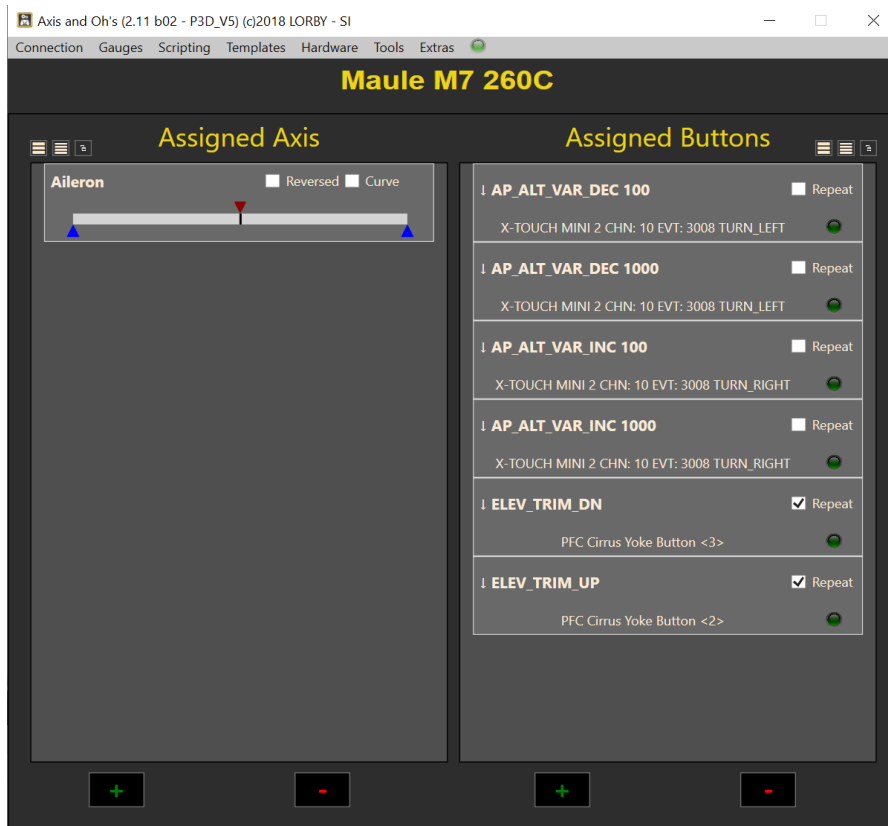 Axis and Oh's (2.11 b02 - P3D_V5) (c)2018 LORBY - SI
Connection Gauges Scripting Templates Hardware Tools Extras
Maule M7 260C
Assigned Axis
Aileron
Reversed
Curve
Assigned Buttons
↓ AP_ALT_VAR_DEC 100
Repeat
X-TOUCH MINI 2 CHN: 10 EVT: 3008 TURN_LEFT
↓ AP_ALT_VAR_DEC 1000
Repeat
X-TOUCH MINI 2 CHN: 10 EVT: 3008 TURN_LEFT
↓ AP_ALT_VAR_INC 100
Repeat
X-TOUCH MINI 2 CHN: 10 EVT: 3008 TURN_RIGHT
↓ AP_ALT_VAR_INC 1000
Repeat
X-TOUCH MINI 2 CHN: 10 EVT: 3008 TURN_RIGHT
↓ ELEV_TRIM_DN
Repeat
PFC Cirrus Yoke Button <3>
↓ ELEV_TRIM_UP
Repeat
PFC Cirrus Yoke Button <2>
+ -
+ -